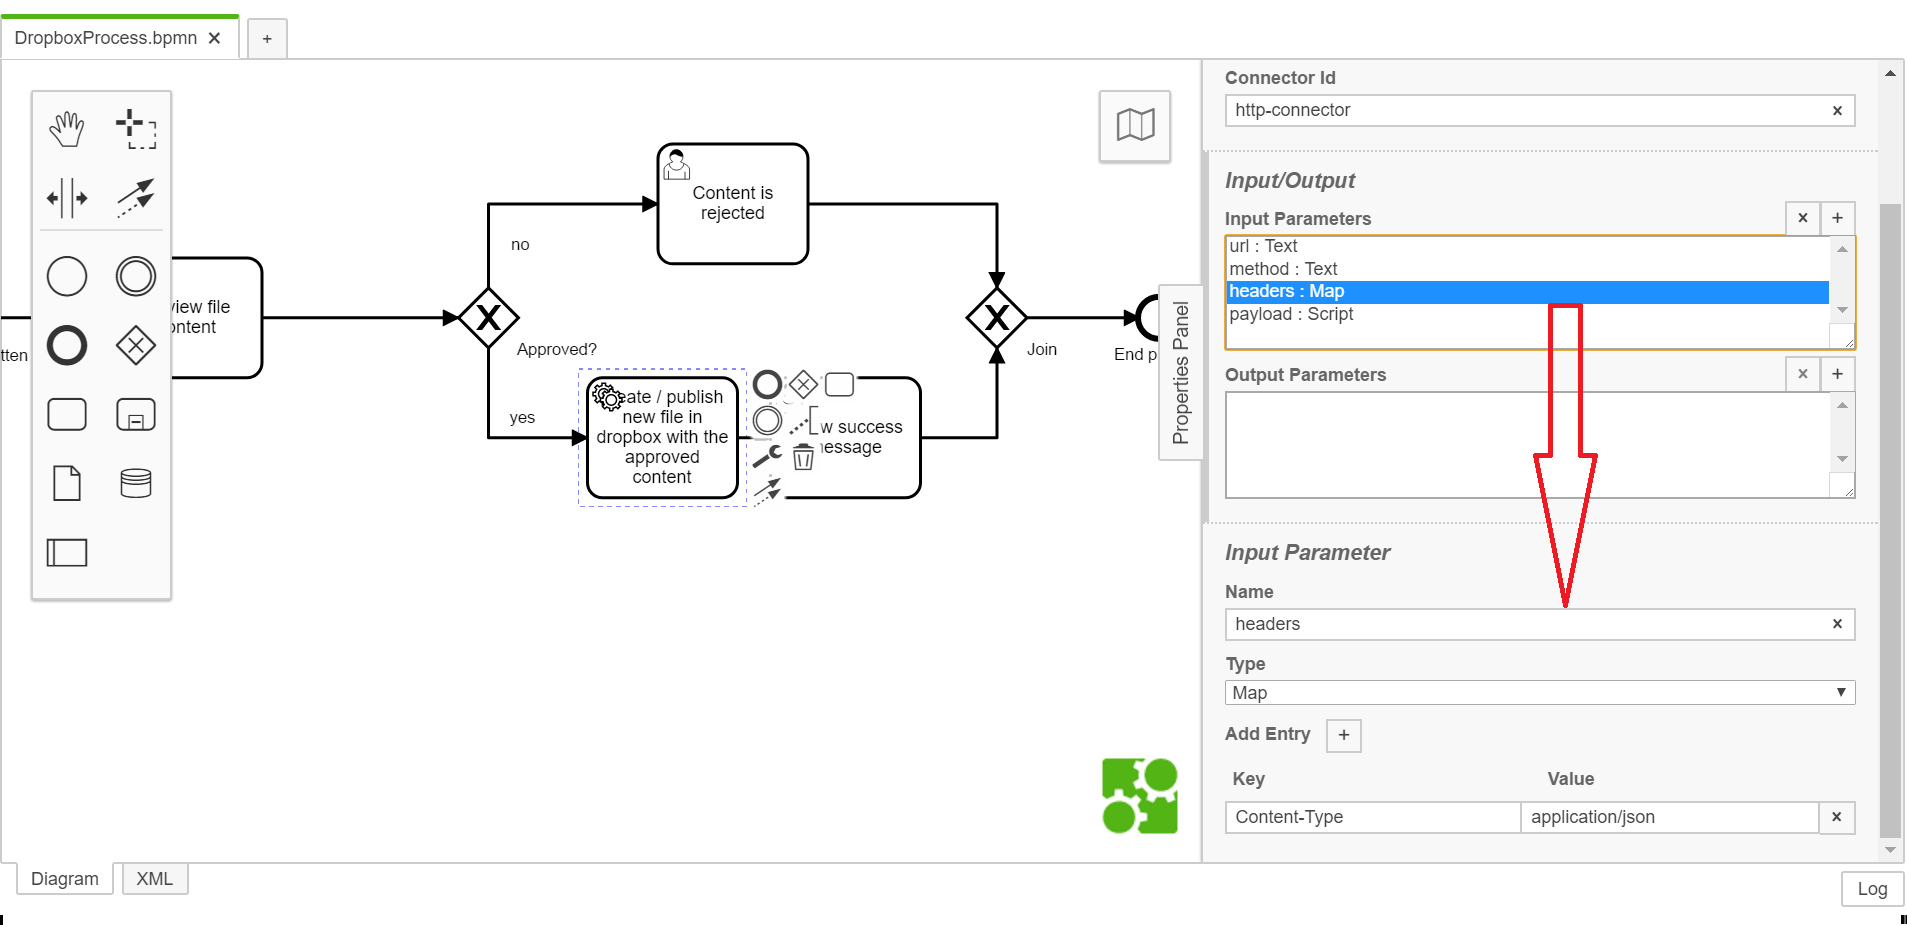 DropboxProcess.bpmn
+
view file
ontent
tten
no
Approved?
yes
Content is
rejected
eate / publish
new file in
dropbox with the
approved
content
w success
essage
Join
End p
Properties Panel
Connector Id
http-connector
Input/Output
Input Parameters
url : Text
method : Text
headers : Map
payload : Script
Output Parameters
Input Parameter
Name
headers
Type
Map
Add Entry
+
Key Value
Content-Type application/json
Diagram XML
Log